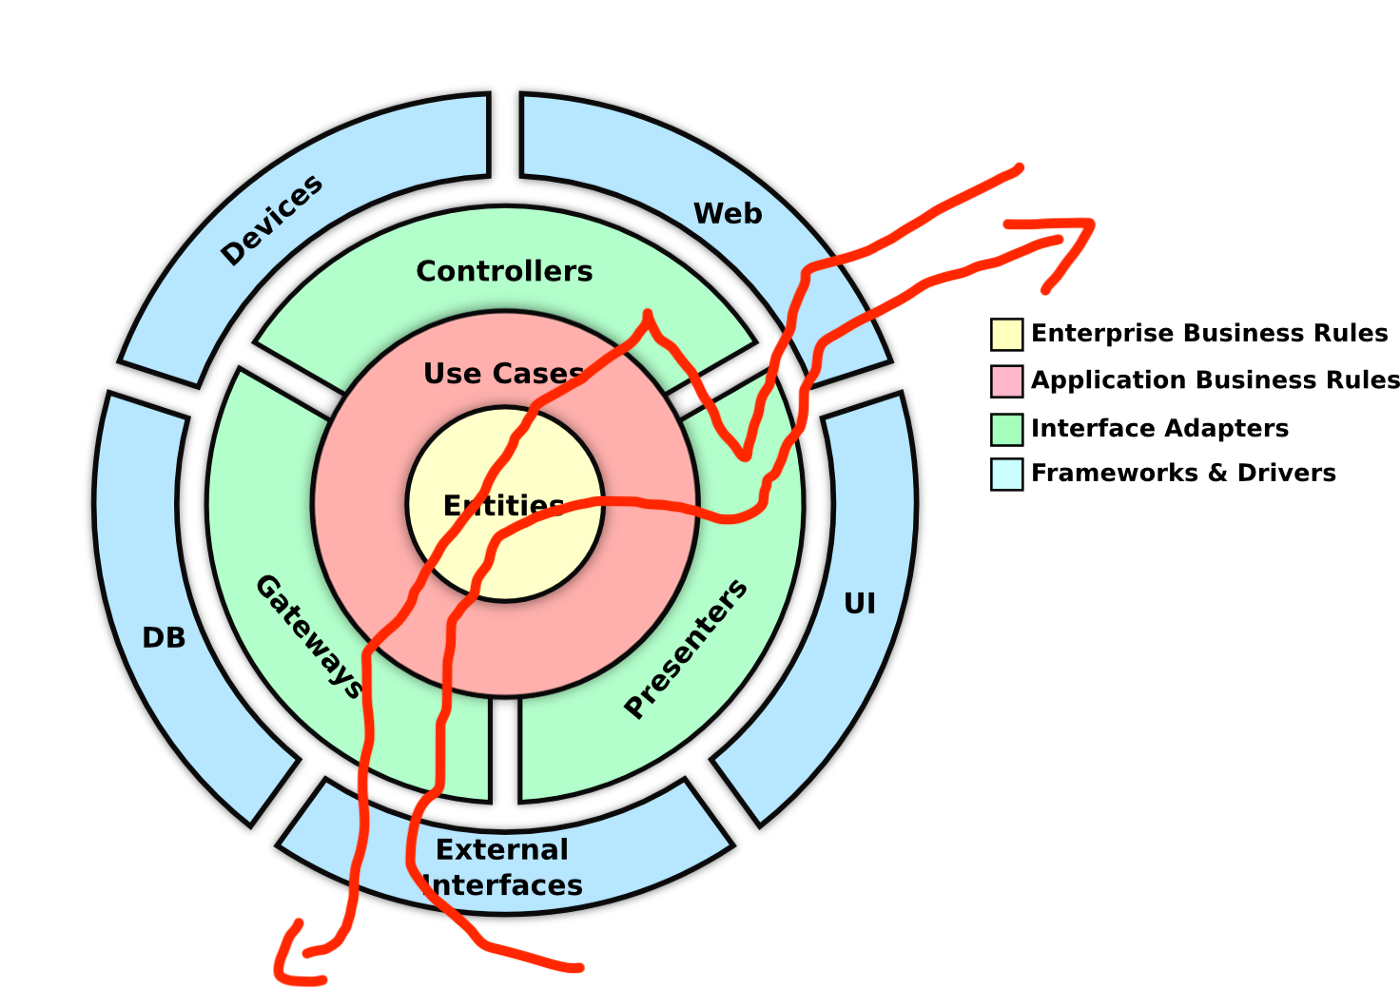 Devices
Web
Controllers
Use Cases
Entities
Gateways
Presenters
DB
UI
External
Interfaces
Enterprise Business Rules
Application Business Rules
Interface Adapters
Frameworks & Drivers